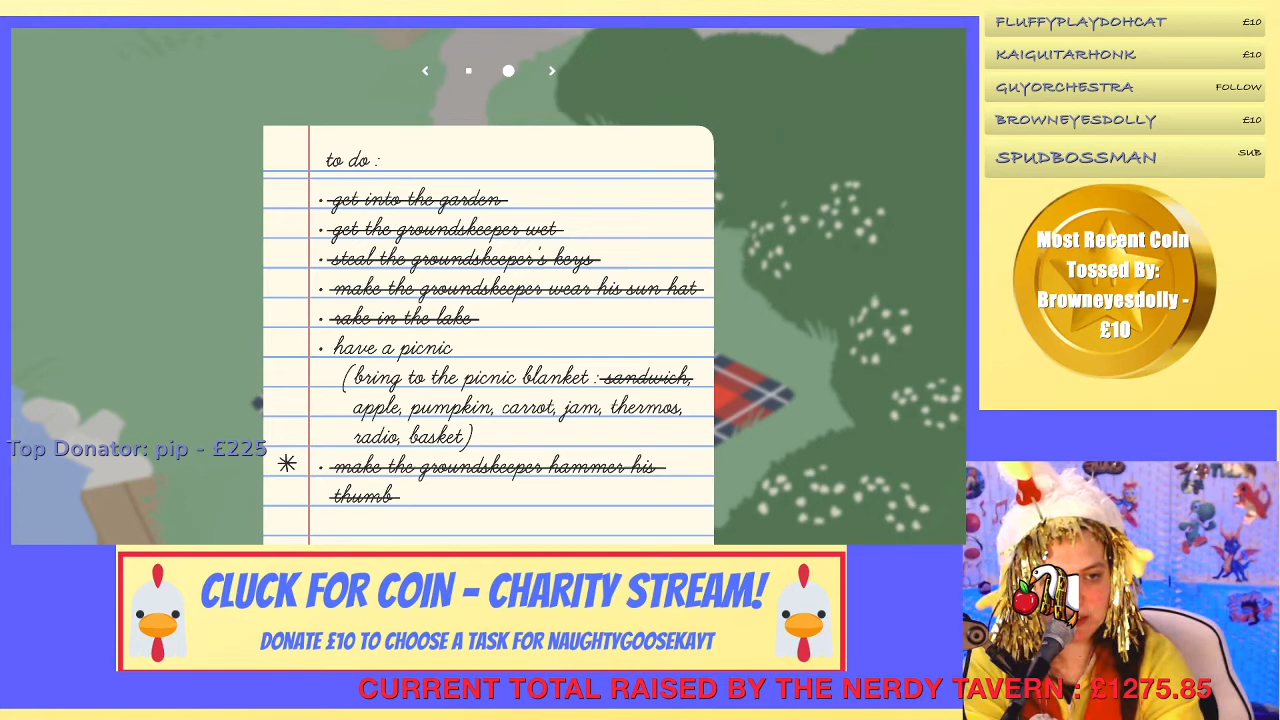 to do :
· get into the garden
· get the groundskeeper wet
· steal the groundskeeper's keys
· make the groundskeeper wear his sun hat
· rake in the lake
· have a picnic
(bring to the picnic blanket : sandwich,
apple, pumpkin, carrot, jam, thermos,
radio, basket)
· make the groundskeeper hammer his
thumb
Top Donator: pip - £225
FLUFFYPLAYDOHCAT £10
KAIGUITARHONK £10
GUYORCHESTRA FOLLOW
BROWNEYESDOLLY £10
SPUDBOSSMAN SUB
Most Recent Coin
Tossed By:
Browneyesdolly -
£10
CLUCK FOR COIN - CHARITY STREAM!
DONATE £10 TO CHOOSE A TASK FOR NAUGHTYGOOSEKAYT
CURRENT TOTAL RAISED BY THE NERDY TAVERN : £1275.85